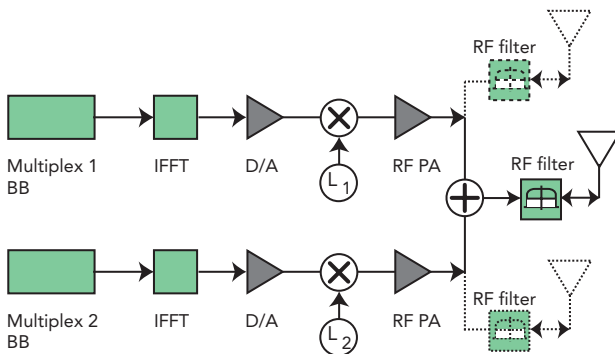 RF filter
Multiplex 1
BB
IFFT
D/A
L1
RF PA
RF filter
Multiplex 2
BB
IFFT
D/A
L2
RF PA
RF filter